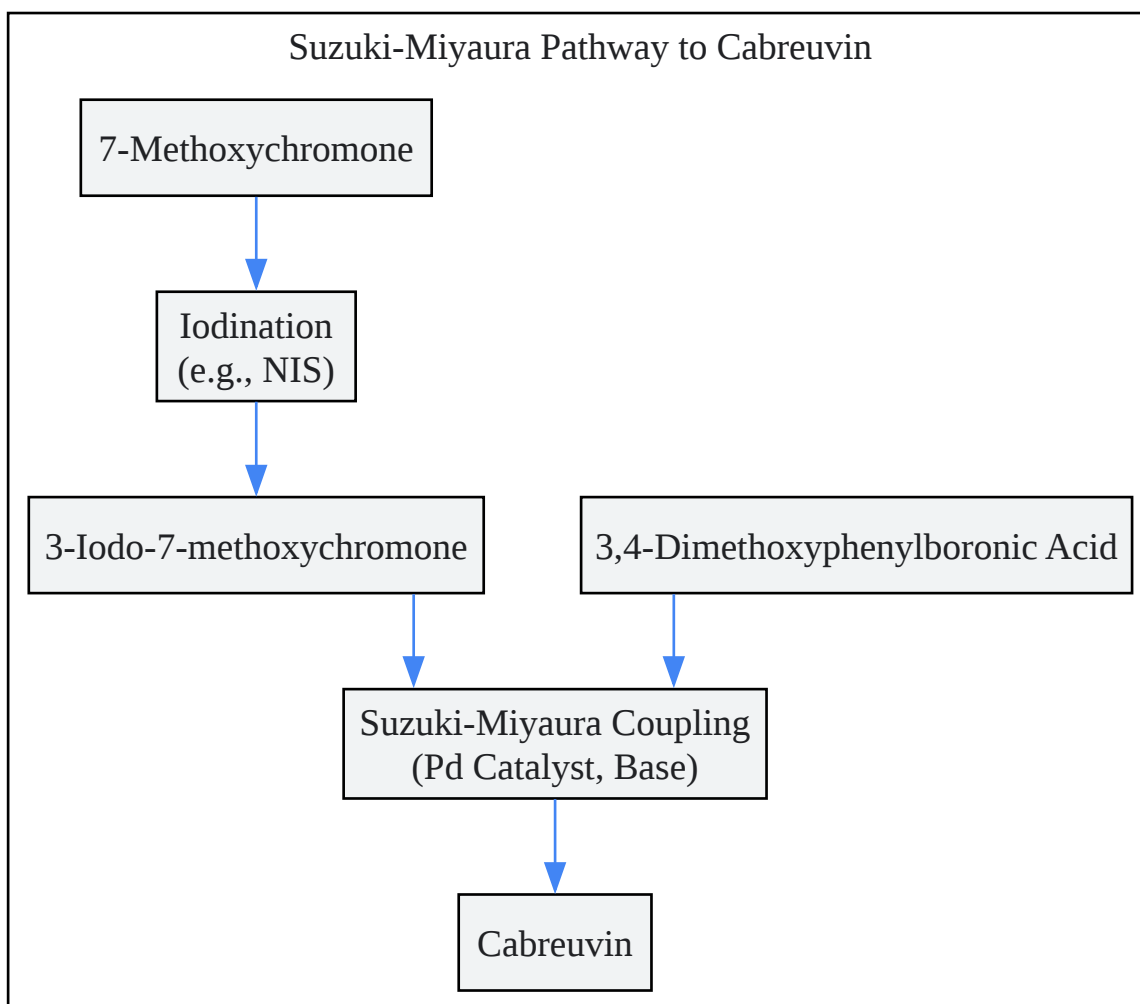 Suzuki-Miyaura Pathway to Cabreuvin
7-Methoxychromone
Iodination
(e.g., NIS)
3-Iodo-7-methoxychromone
3,4-Dimethoxyphenylboronic Acid
Suzuki-Miyaura Coupling
(Pd Catalyst, Base)
Cabreuvin